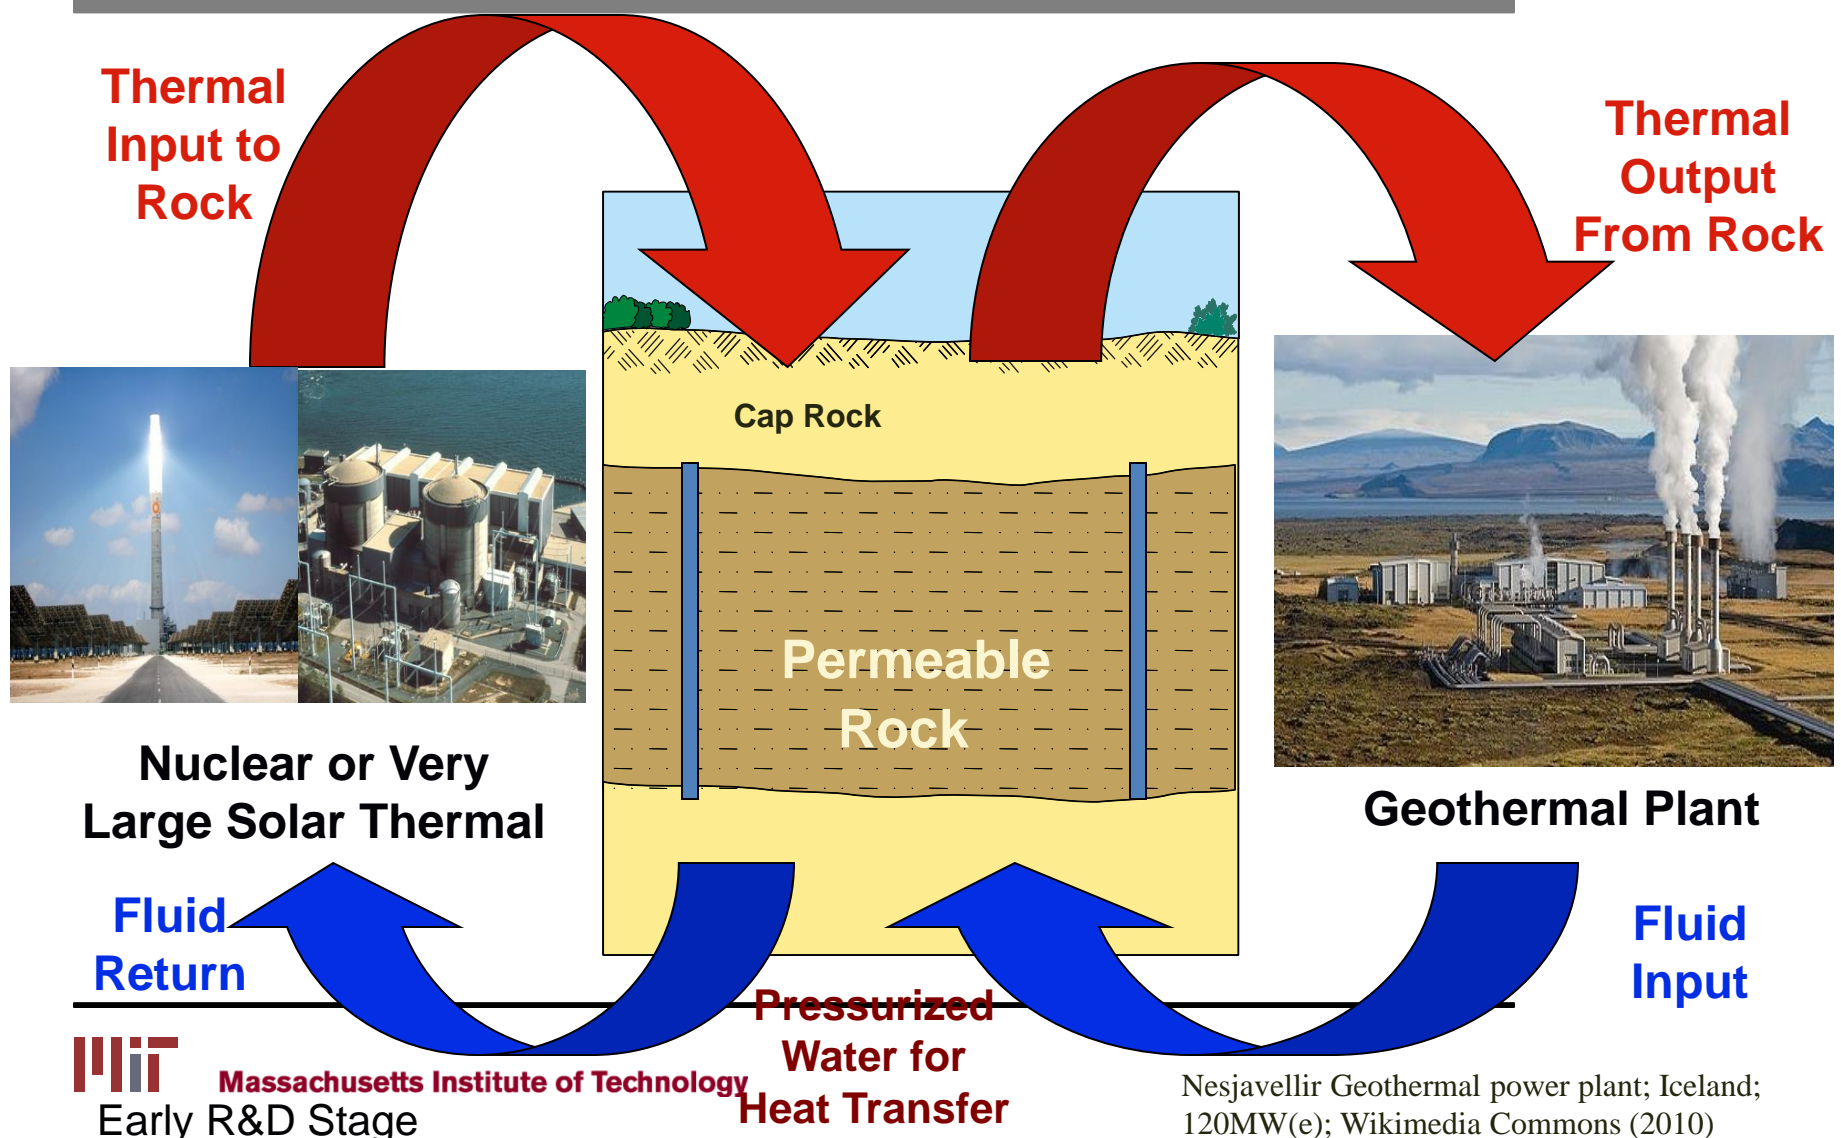 Thermal
Input to
Rock
Thermal
Output
From Rock
Cap Rock
Permeable
Rock
Nuclear or Very
Large Solar Thermal
Geothermal Plant
Fluid
Return
Fluid
Input
Pressurized
Water for
Heat Transfer
MIT
Massachusetts Institute of Technology
Early R&D Stage
Nesjavellir Geothermal power plant; Iceland;
120MW(e); Wikimedia Commons (2010)